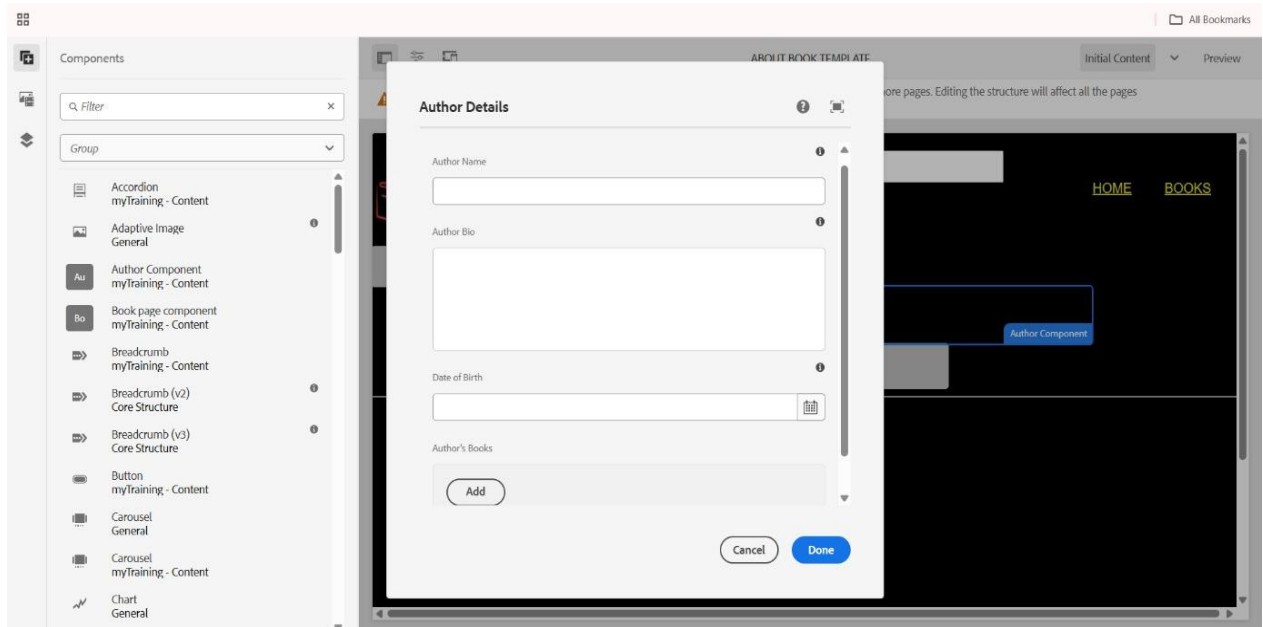 All Bookmarks
Components
ABOUT BOOK TEMPLATE
Initial Content
Preview
Filter
ore pages. Editing the structure will affect all the pages
Group
Accordion
myTraining - Content
Adaptive Image
General
Au
Author Component
myTraining - Content
Bo
Book page component
myTraining - Content
Breadcrumb
myTraining - Content
Breadcrumb (v2)
Core Structure
Breadcrumb (v3)
Core Structure
Button
myTraining - Content
Carousel
General
Carousel
myTraining - Content
Chart
General
Author Details
Author Name
Author Bio
Date of Birth
Author's Books
Add
Cancel
Done
HOME
BOOKS
Author Component